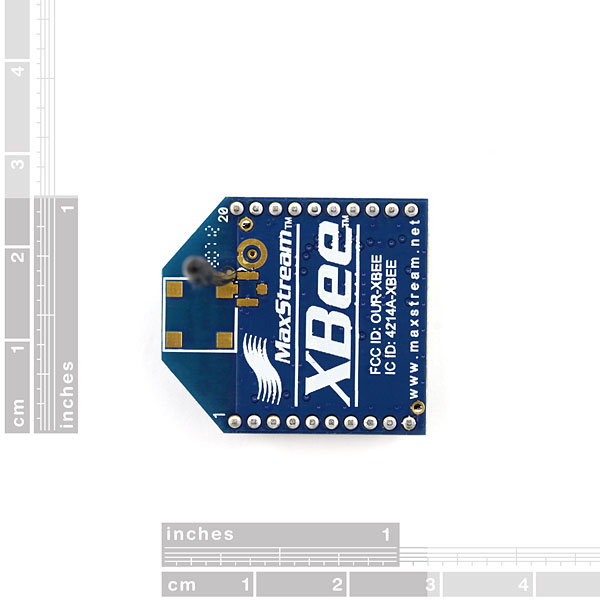 4
3
2
1
cm
1
inches
20
1
MaxStream™
XBee™
FCC ID: OUR-XBEE
IC ID: 4214A-XBEE
www.maxstream.net
inches 1
cm 1 2 3 4